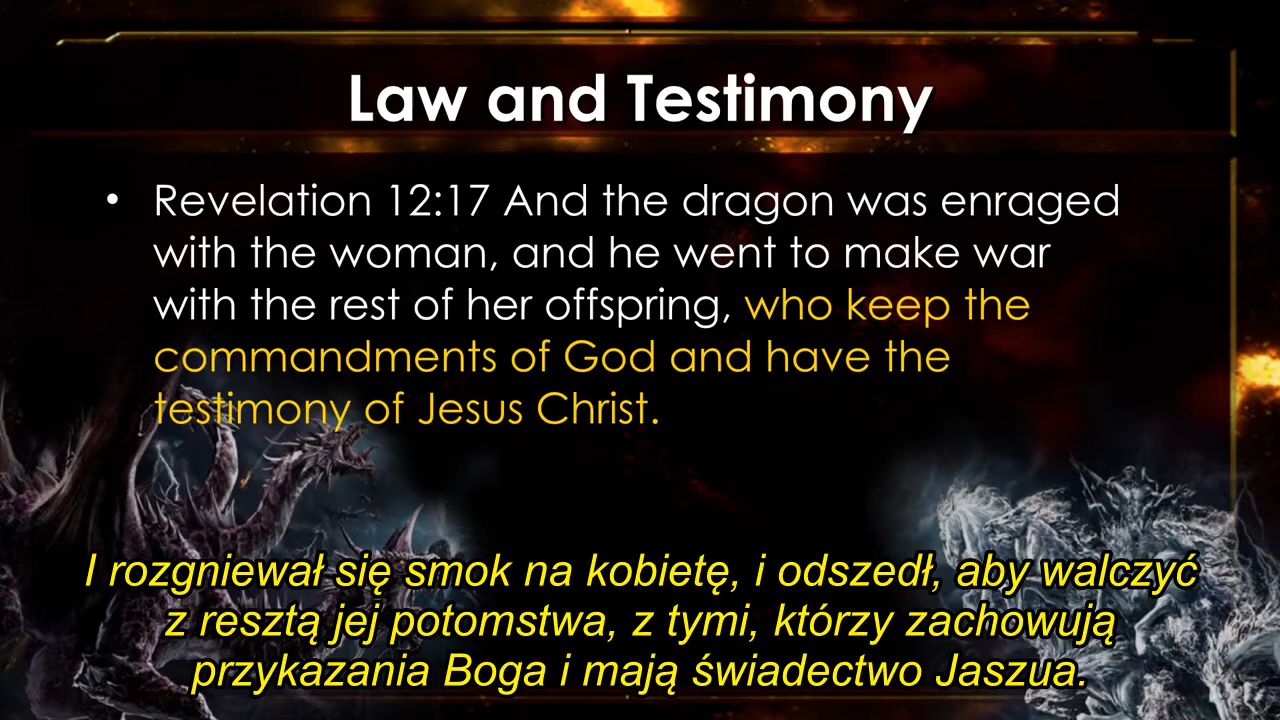 Law and Testimony
• Revelation 12:17 And the dragon was enraged
with the woman, and he went to make war
with the rest of her offspring, who keep the
commandments of God and have the
testimony of Jesus Christ.
I rozgniewał się smok na kobietę, i odszedł, aby walczyć
z resztą jej potomstwa, z tymi, którzy zachowują
przykazania Boga i mają świadectwo Jaszua.